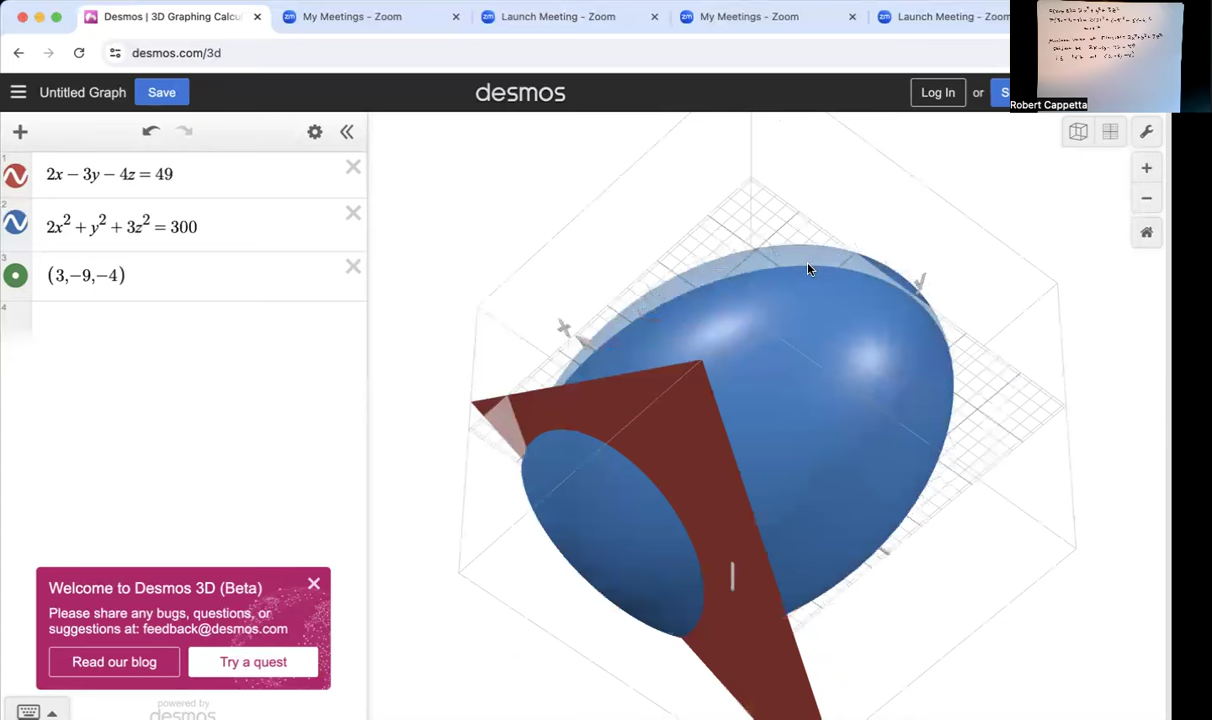 Desmos | 3D Graphing Calcu
My Meetings - Zoom
Launch Meeting - Zoom
My Meetings - Zoom
Launch Meeting - Zoom
desmos.com/3d
Robert Cappetta
Untitled Graph
Save
desmos
Log In
or
S
1
2x − 3y − 4z = 49
2
2x² + y² + 3z² = 300
3
(3,−9,−4)
4
Welcome to Desmos 3D (Beta)
Please share any bugs, questions, or
suggestions at: feedback@desmos.com
Read our blog
Try a quest
powered by
desmos